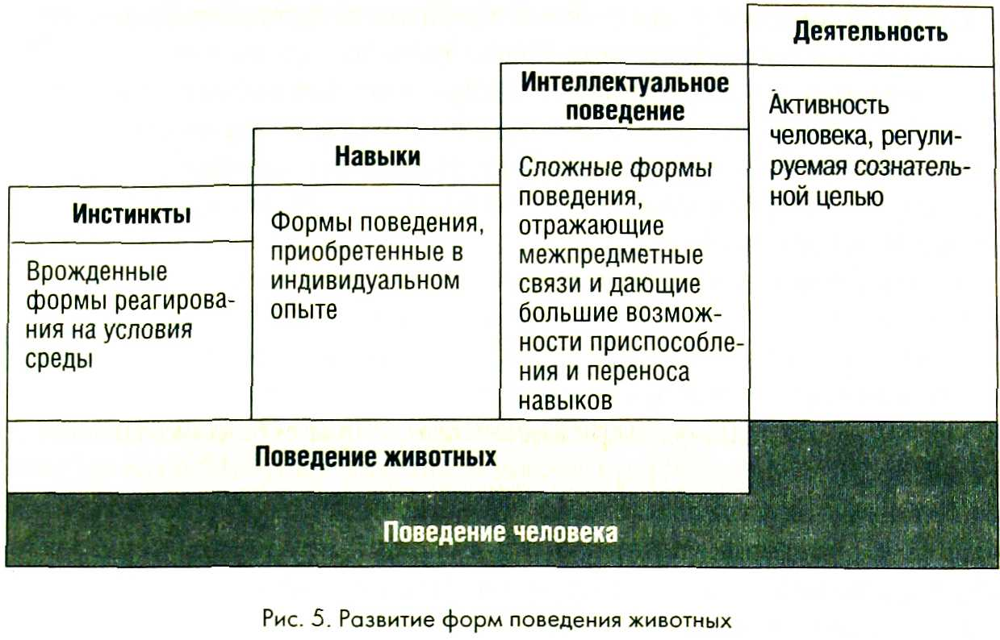 Деятельность
Активность
человека, регули-
руемая сознатель-
ной целью
Интеллектуальное
поведение
Сложные формы
поведения,
отражающие
межпредметные
связи и дающие
большие возмож-
ности приспособле-
ния и переноса
навыков
Навыки
Формы поведения,
приобретенные в
индивидуальном
опыте
Инстинкты
Врожденные
формы реагирова-
ния на условия
среды
Поведение животных
Поведение человека
Рис. 5. Развитие форм поведения животных